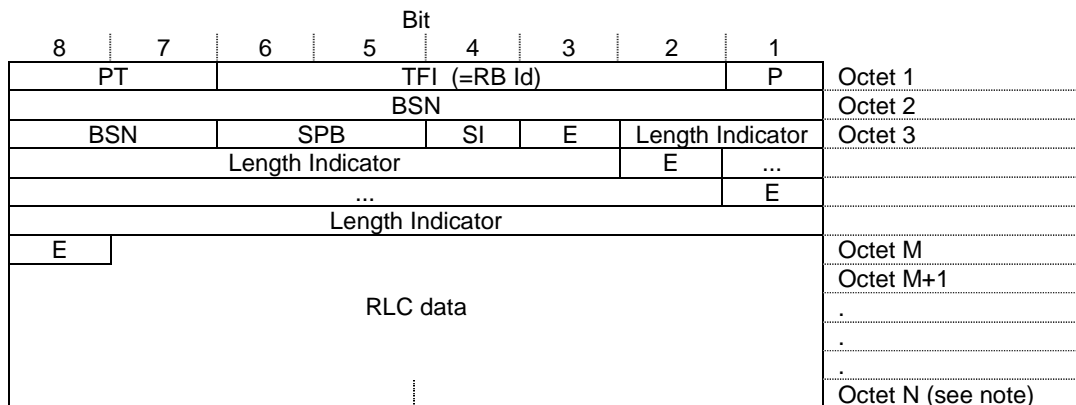 Bit
8 7 6 5 4 3 2 1
PT TFI (=RB Id) P Octet 1
BSN Octet 2
BSN SPB SI E Length Indicator Octet 3
Length Indicator E ...
... E
Length Indicator
E Octet M
Octet M+1
RLC data .
.
.
Octet N (see note)